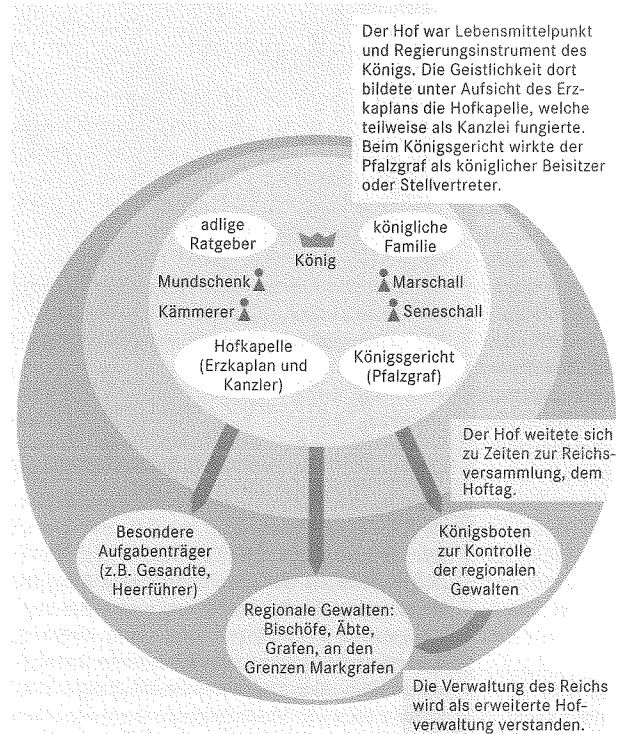 Der Hof war Lebensmittelpunkt
und Regierungsinstrument des
Königs. Die Geistlichkeit dort
bildete unter Aufsicht des Erz-
kaplans die Hofkapelle, welche
teilweise als Kanzlei fungierte.
Beim Königsgericht wirkte der
Pfalzgraf als königlicher Beisitzer
oder Stellvertreter.
adlige
Ratgeber
König
königliche
Familie
Mundschenk
Marschall
Kämmerer
Seneschall
Hofkapelle
(Erzkaplan und
Kanzler)
Königsgericht
(Pfalzgraf)
Der Hof weitete sich
zu Zeiten zur Reichs-
versammlung, dem
Hoftag.
Besondere
Aufgabenträger
(z.B. Gesandte,
Heerführer)
Königsboten
zur Kontrolle
der regionalen
Gewalten
Regionale Gewalten:
Bischöfe, Äbte,
Grafen, an den
Grenzen Markgrafen
Die Verwaltung des Reichs
wird als erweiterte Hof-
verwaltung verstanden.